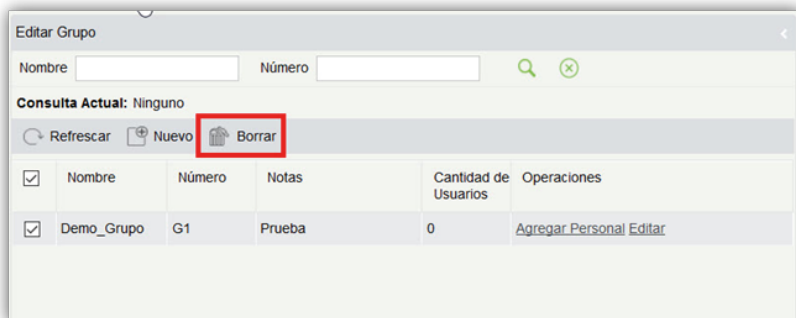 Editar Grupo
Nombre Número
Consulta Actual: Ninguno
Refrescar Nuevo Borrar
Nombre Número Notas Cantidad de Usuarios Operaciones
Demo_Grupo G1 Prueba 0 Agregar Personal Editar